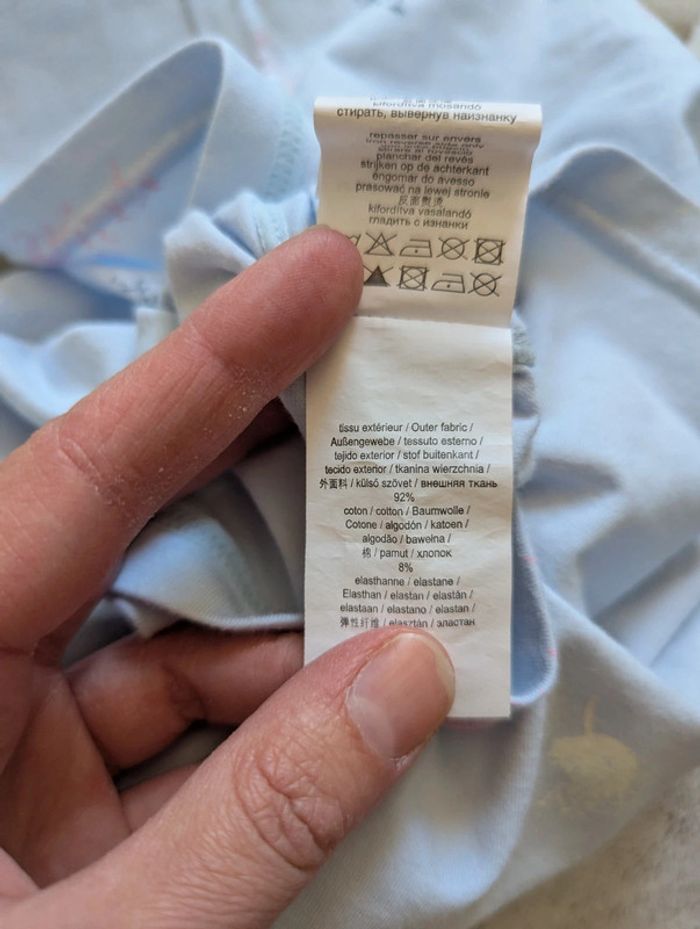 kifordítva mosandó
стирать, вывернув наизнанку
repasser sur envers
iron reverse side only
planchar del revés
strijken op de achterkant
engomar do avesso
prasować na lewej stronie
反面熨烫
kifordítva vasalandó
гладить с изнанки
tissu extérieur / Outer fabric /
Außengewebe / tessuto esterno /
tejido exterior / stof buitenkant /
tecido exterior / tkanina wierzchnia /
外面料 / külső szövet / внешняя ткань
92%
coton / cotton / Baumwolle /
Cotone / algodón / katoen /
algodão / bawełna /
棉 / pamut / хлопок
8%
elasthanne / elastane /
Elasthan / elastan / elastán /
elastaan / elastano / elastan /
弹性纤维 / elasztán / эластан